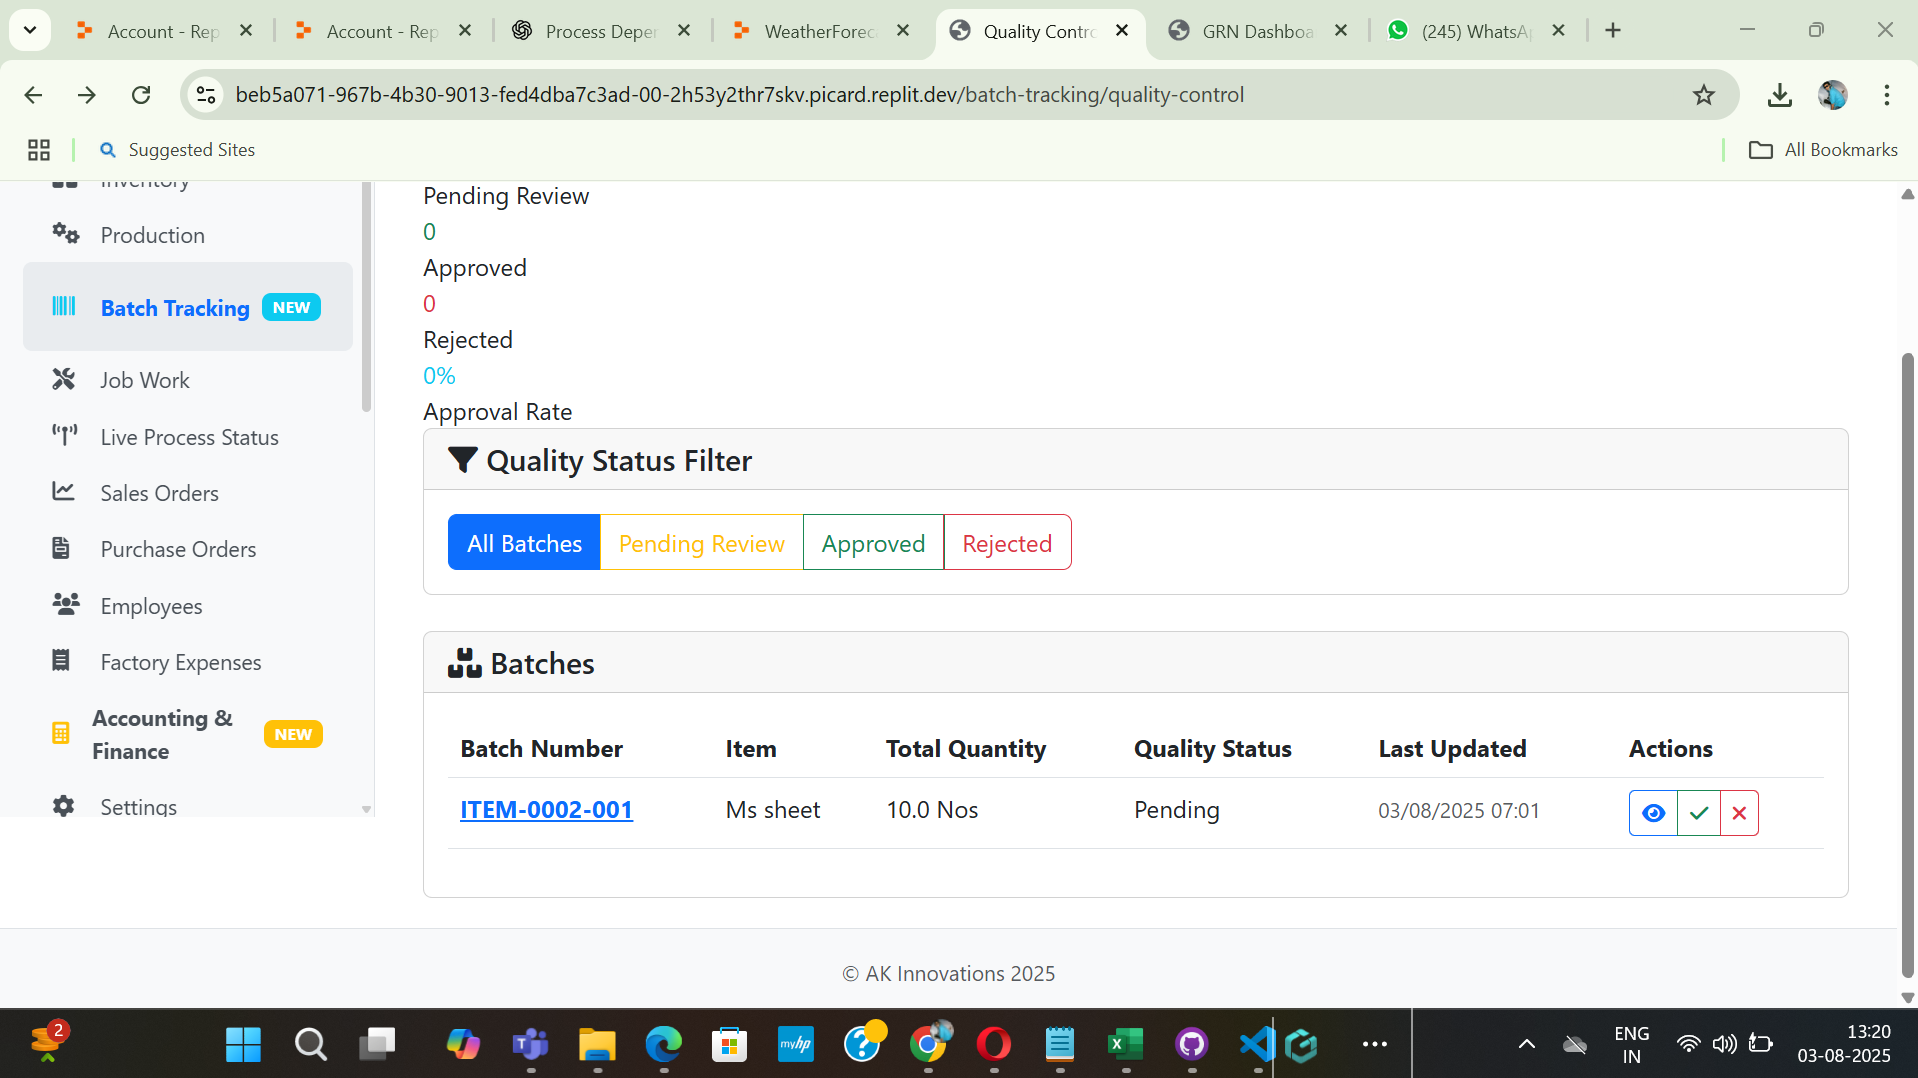 Account - Rep
Account - Rep
Process Deper
WeatherForec
Quality Contro
GRN Dashboa
(245) WhatsAp
beb5a071-967b-4b30-9013-fed4dba7c3ad-00-2h53y2thr7skv.picard.replit.dev/batch-tracking/quality-control
Suggested Sites
All Bookmarks
Inventory
Production
Batch Tracking NEW
Job Work
Live Process Status
Sales Orders
Purchase Orders
Employees
Factory Expenses
Accounting &
Finance
NEW
Settings
Pending Review
0
Approved
0
Rejected
0%
Approval Rate
Quality Status Filter
All Batches Pending Review Approved Rejected
Batches
Batch Number Item Total Quantity Quality Status Last Updated Actions
ITEM-0002-001 Ms sheet 10.0 Nos Pending 03/08/2025 07:01
© AK Innovations 2025
2
myhp
ENG
IN
13:20
03-08-2025